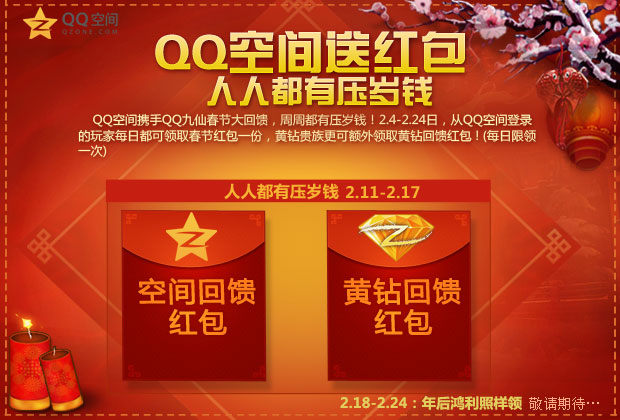 QQ空间
QZONE.COM
QQ空间送红包
人人都有压岁钱
QQ空间携手QQ九仙春节大回馈，周周都有压岁钱！2.4-2.24日，从QQ空间登录
的玩家每日都可领取春节红包一份，黄钻贵族更可额外领取黄钻回馈红包！(每日限领
一次)
人人都有压岁钱 2.11-2.17
空间回馈
红包
黄钻回馈
红包
2.18-2.24：年后鸿利照样领 敬请期待…